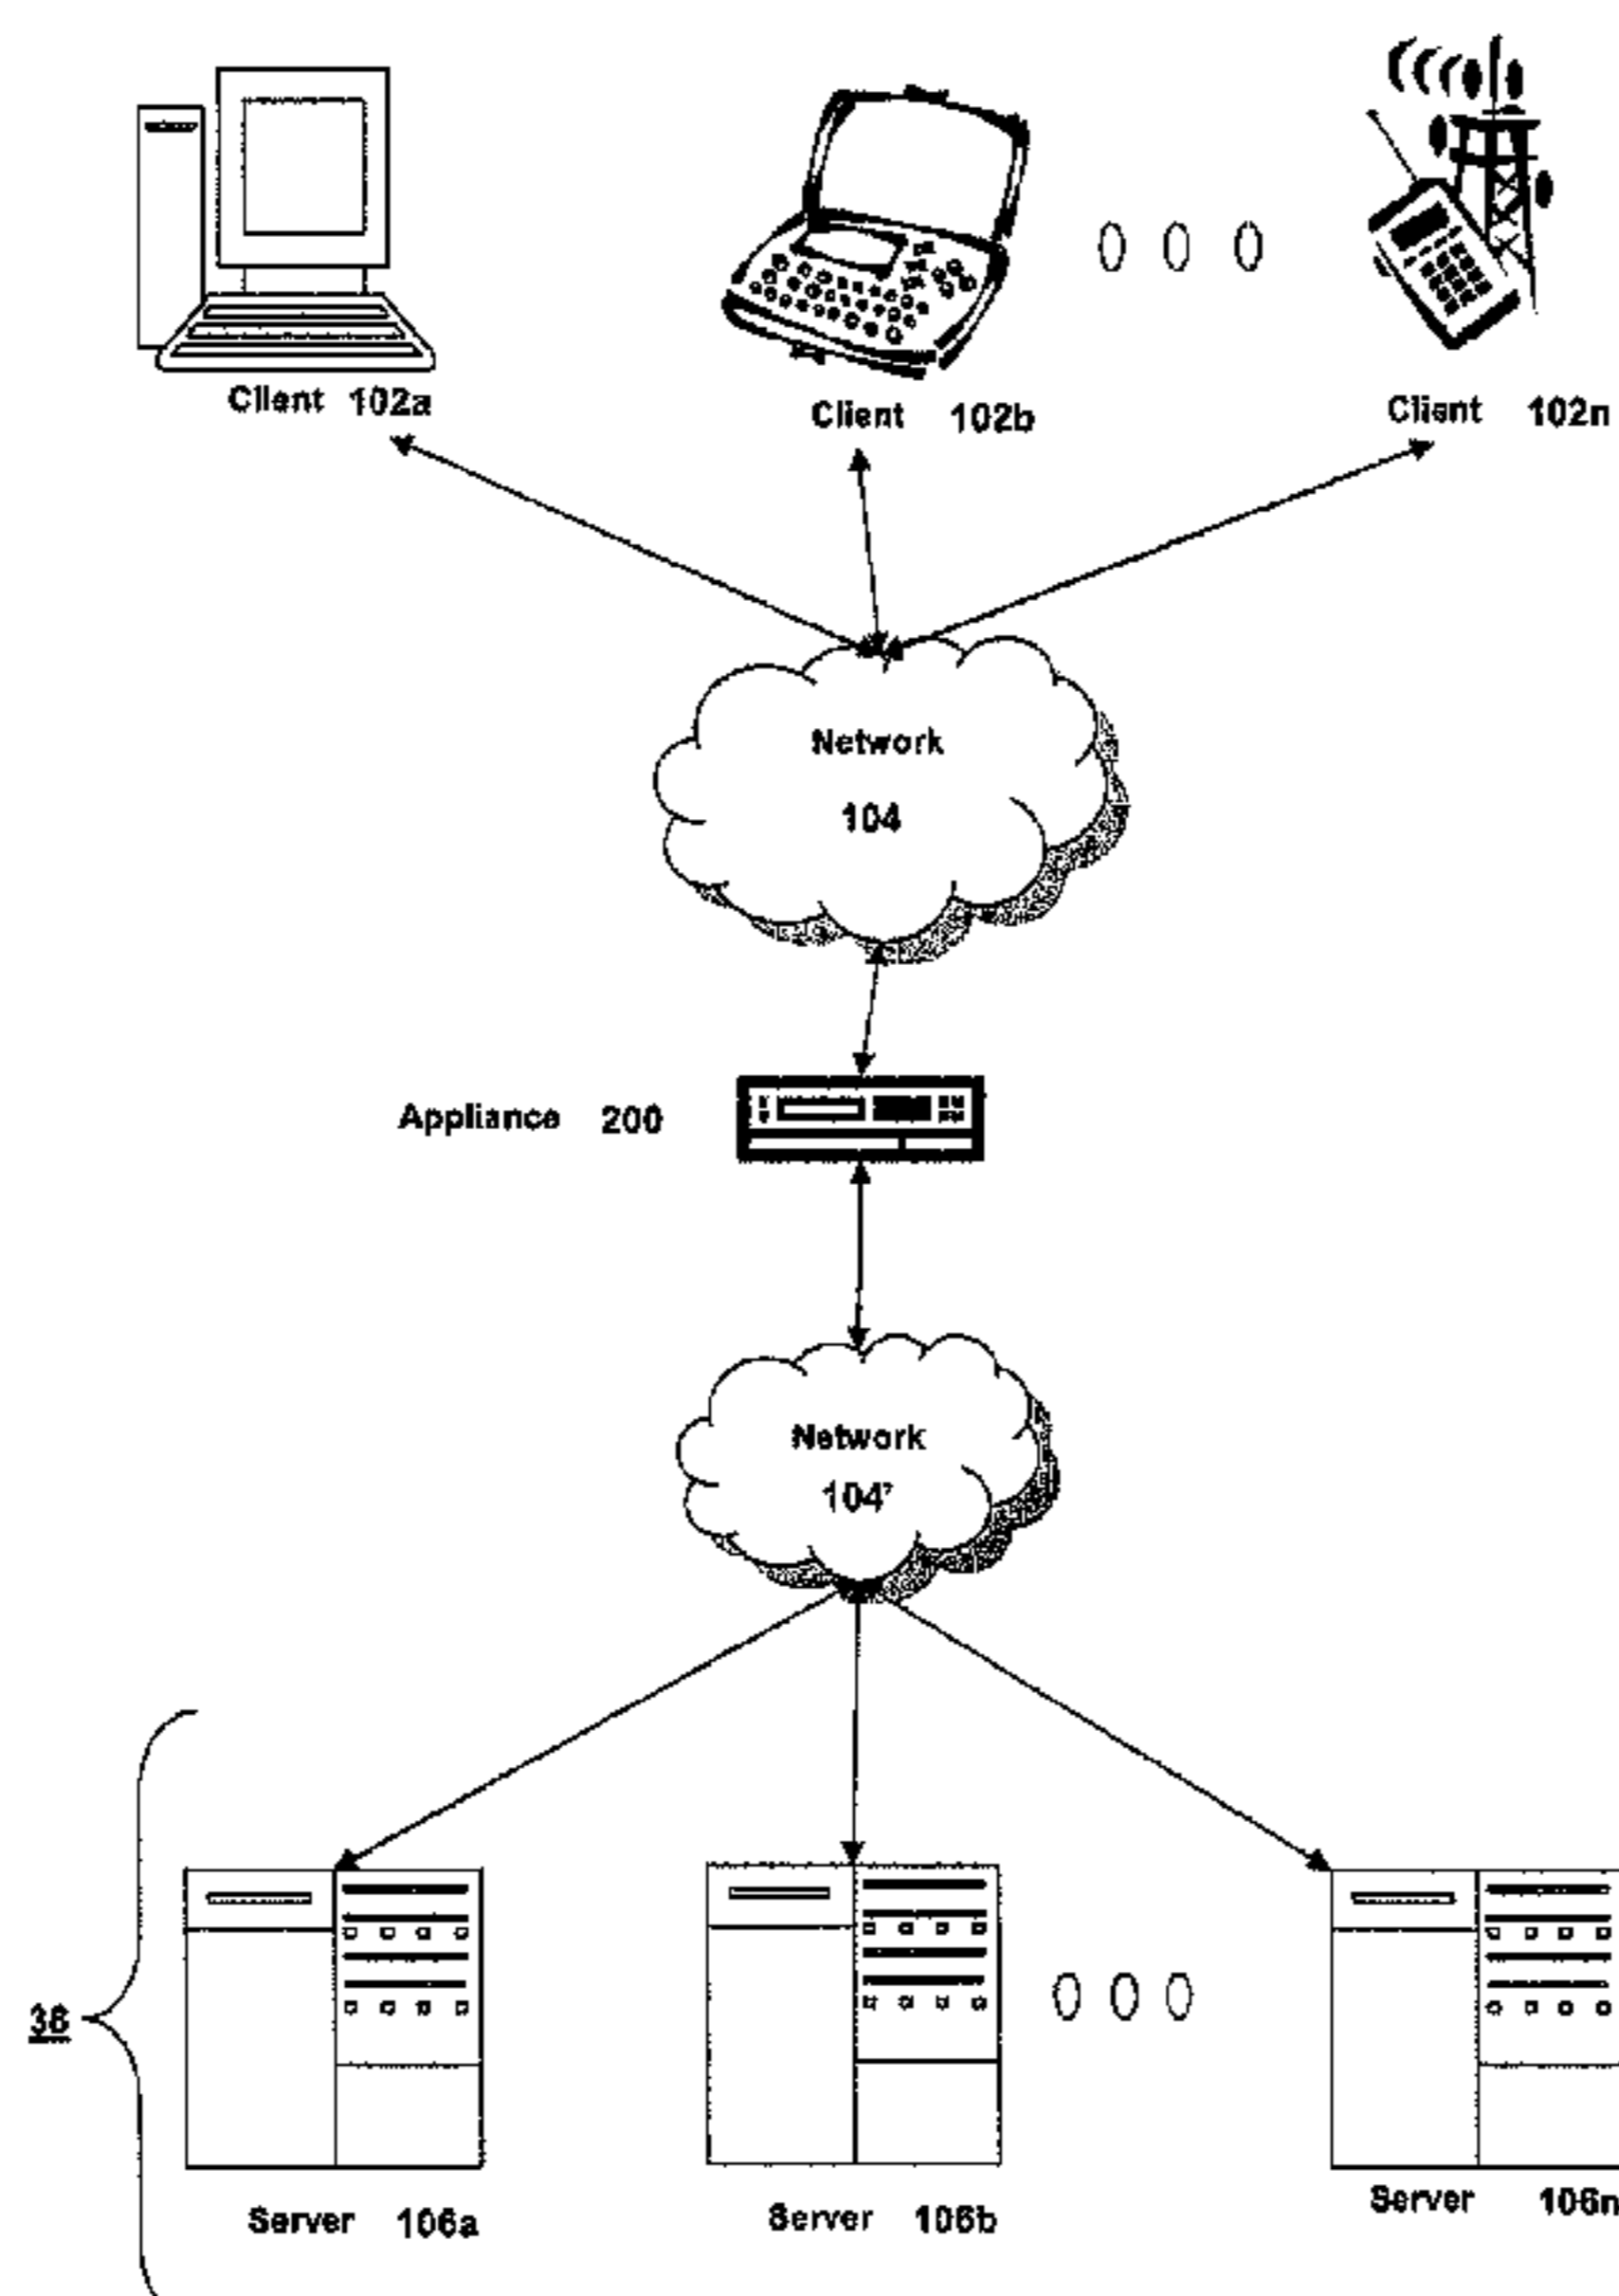 Client 102a
Client 102b
Client 102n
Network
104
Appliance 200
Network
104'
38
Server 106a
Server 106b
Server 106n